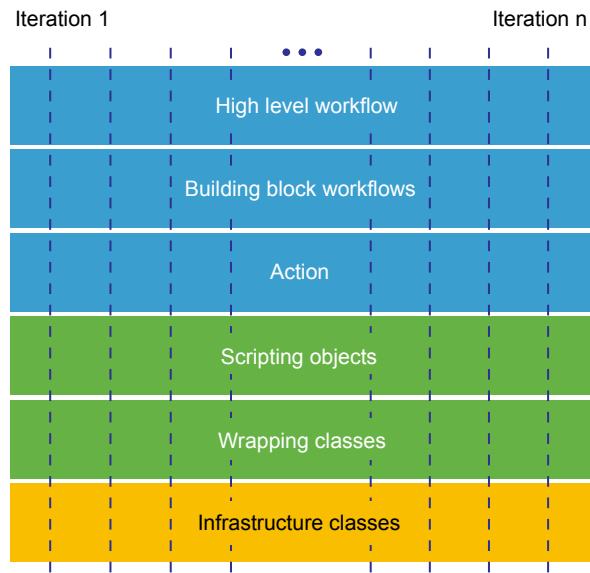 Iteration 1
Iteration n
...
High level workflow
Building block workflows
Action
Scripting objects
Wrapping classes
Infrastructure classes